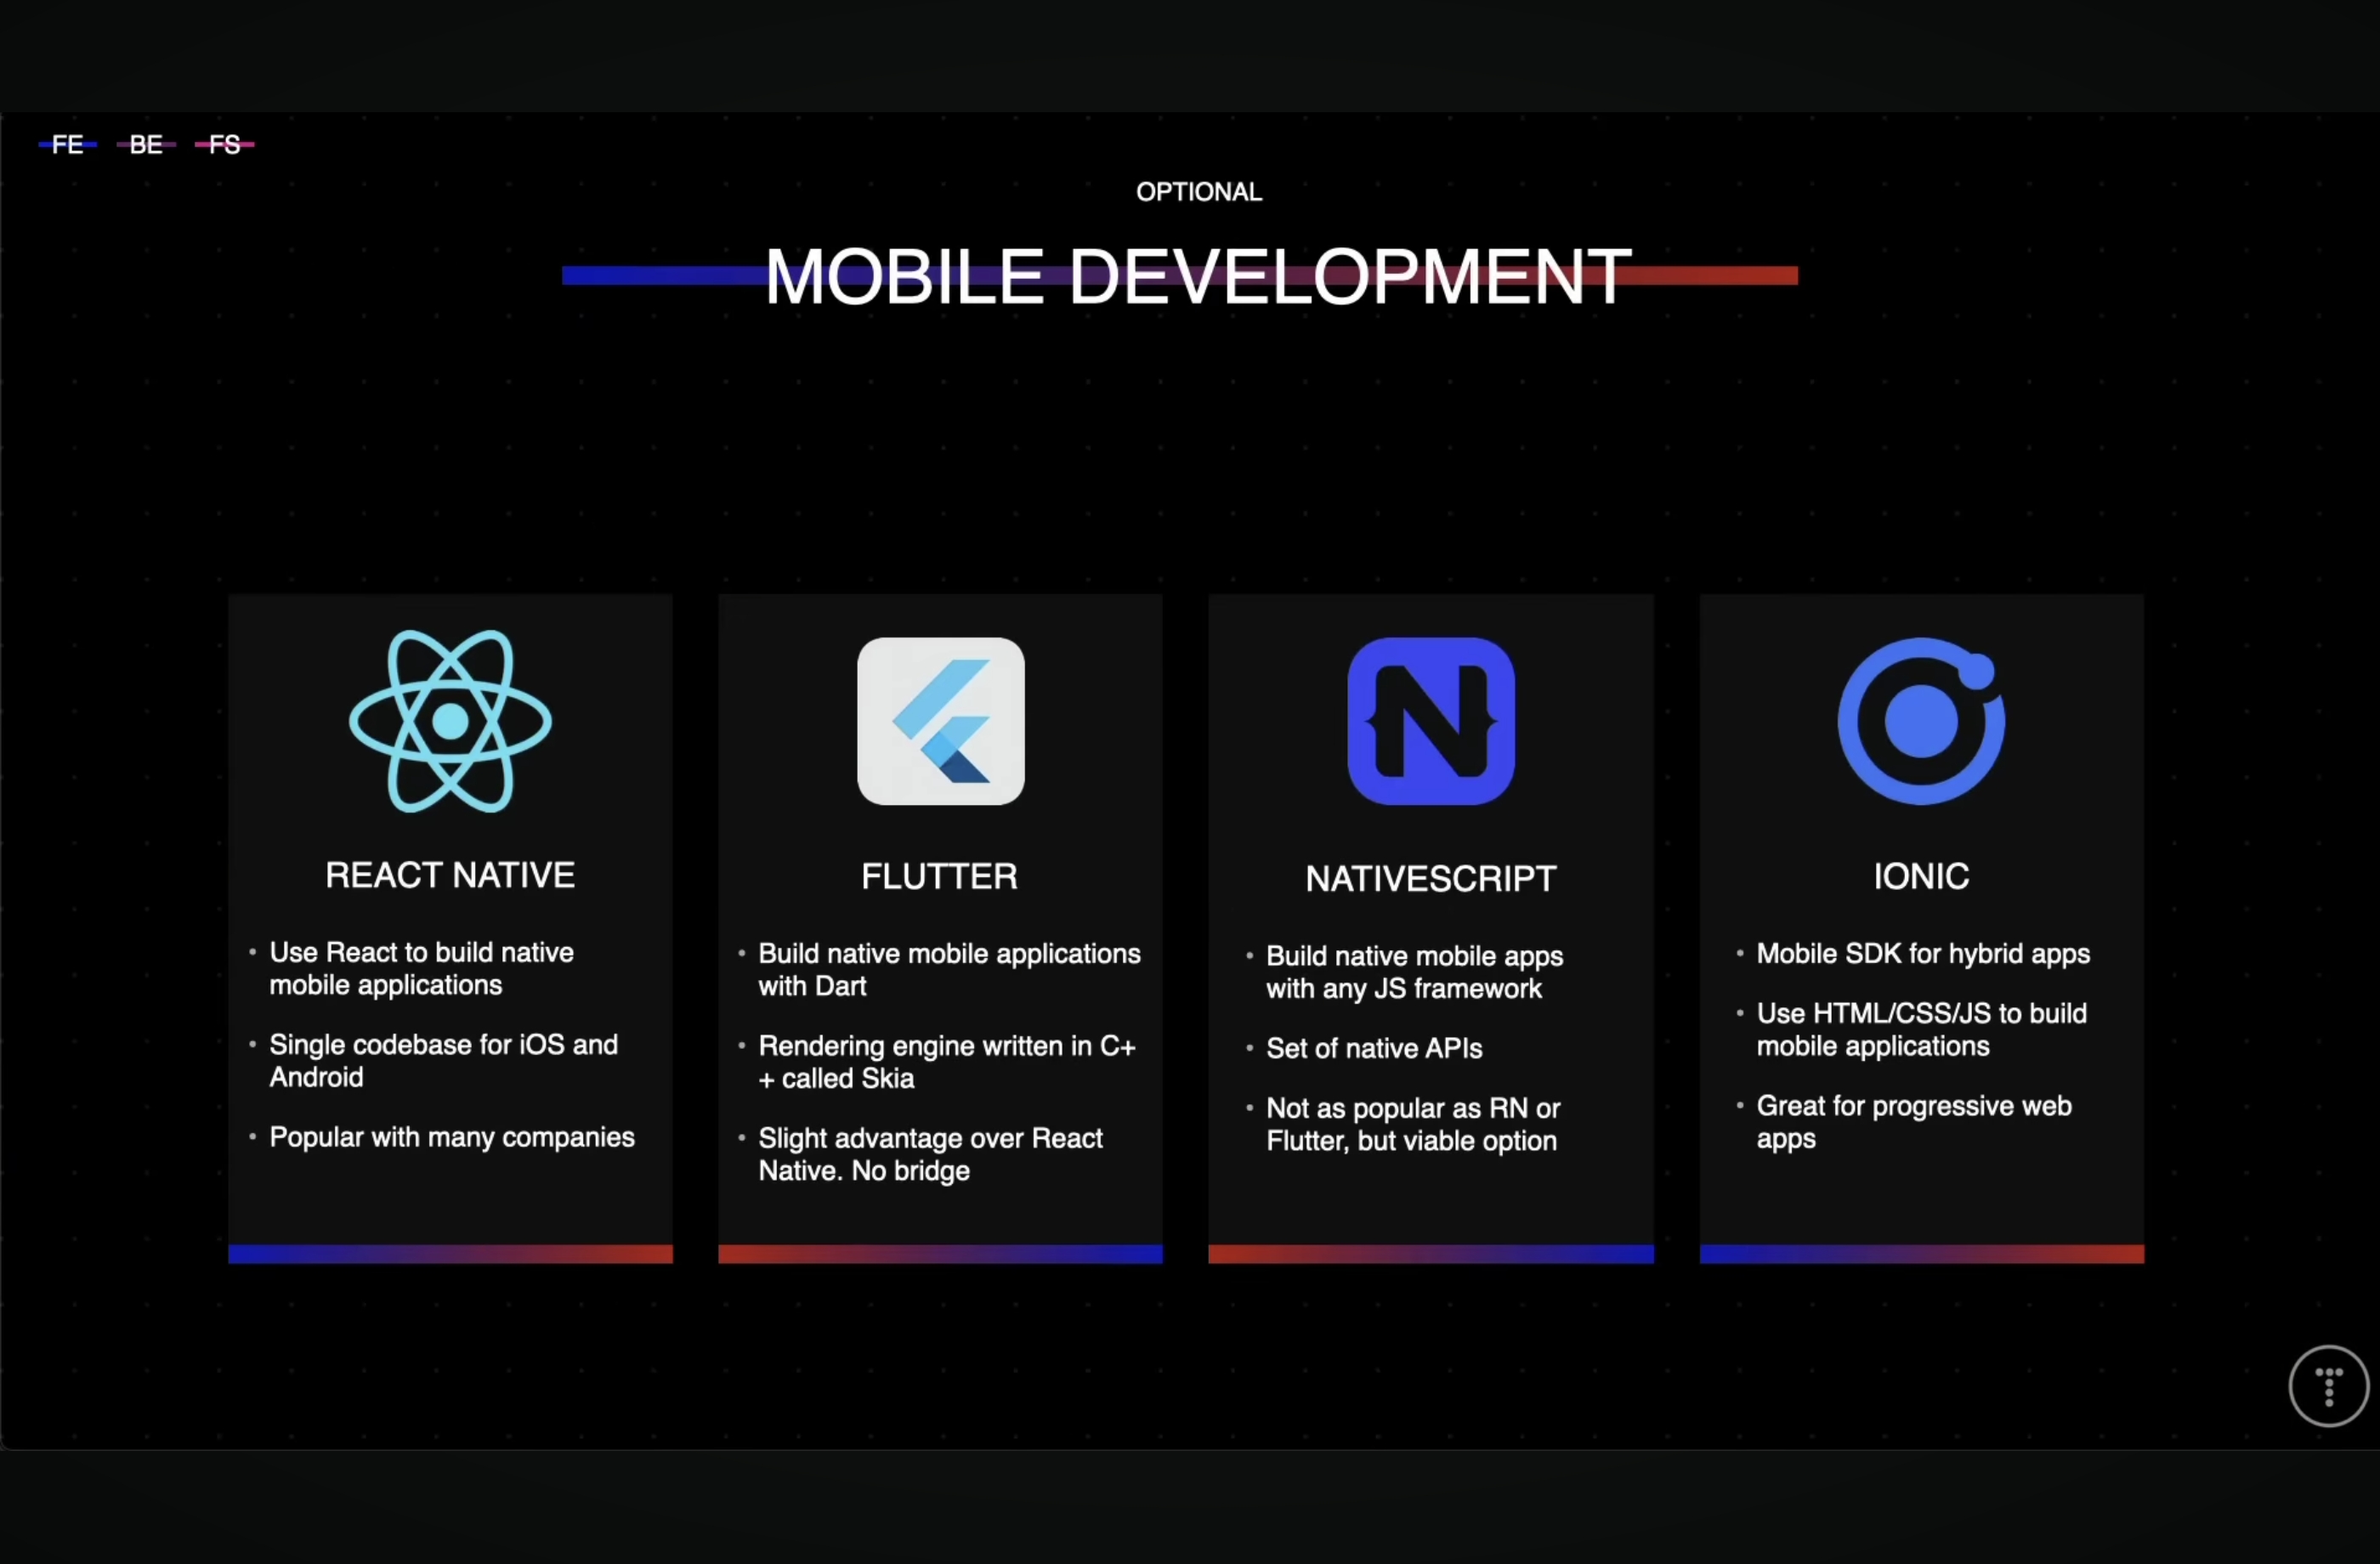 FE BE FS
OPTIONAL
MOBILE DEVELOPMENT
REACT NATIVE
• Use React to build native
mobile applications
• Single codebase for iOS and
Android
• Popular with many companies
FLUTTER
• Build native mobile applications
with Dart
• Rendering engine written in C+
+ called Skia
• Slight advantage over React
Native. No bridge
NATIVESCRIPT
• Build native mobile apps
with any JS framework
• Set of native APIs
• Not as popular as RN or
Flutter, but viable option
IONIC
• Mobile SDK for hybrid apps
• Use HTML/CSS/JS to build
mobile applications
• Great for progressive web
apps